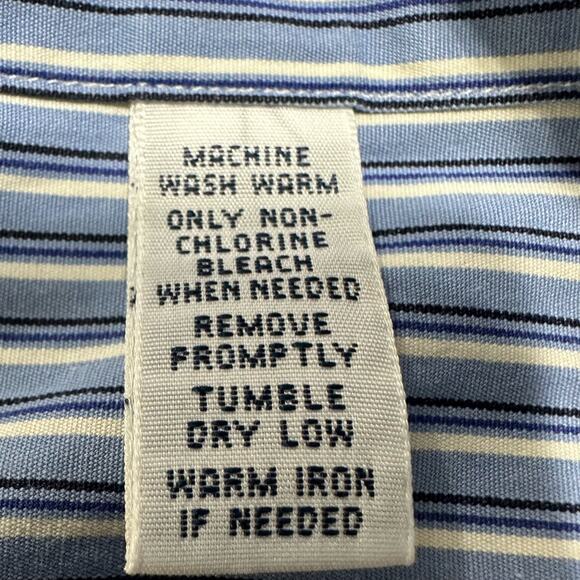 MACHINE
WASH WARM
ONLY NON-
CHLORINE
BLEACH
WHEN NEEDED
REMOVE
PROMPTLY
TUMBLE
DRY LOW
WARM IRON
IF NEEDED